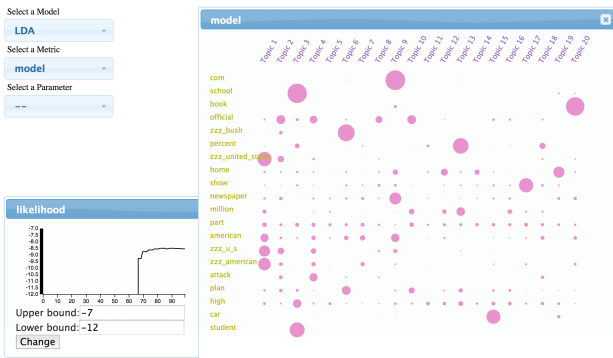 Select a Model
LDA
Select a Metric
model
Select a Parameter
--
model
Topic 1 Topic 2 Topic 3 Topic 4 Topic 5 Topic 6 Topic 7 Topic 8 Topic 9 Topic 10 Topic 11 Topic 12 Topic 13 Topic 14 Topic 15 Topic 16 Topic 17 Topic 18 Topic 19 Topic 20
com
school
book
official
zzz_bush
percent
zzz_united_states
home
show
newspaper
million
part
american
zzz_u_s
zzz_american
attack
plan
high
car
student
likelihood
-7.0
-7.5
-8.0
-8.5
-9.0
-9.5
-10.0
-10.5
-11.0
-11.5
-12.0
10 20 30 40 50 60 70 80 90
Upper bound: -7
Lower bound: -12
Change